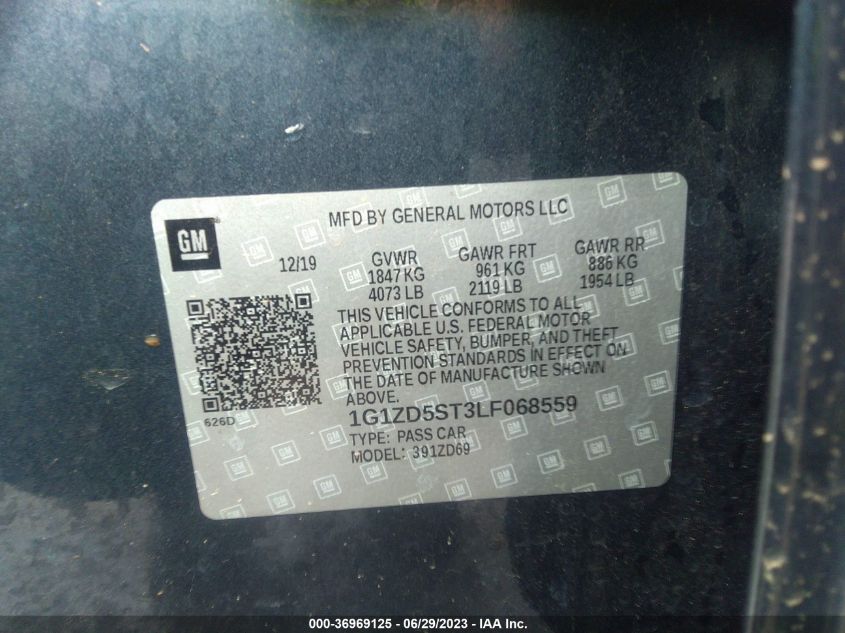 MFD BY GENERAL MOTORS LLC
GM
12/19
GVWR
1847 KG
4073 LB
GAWR FRT
961 KG
2119 LB
GAWR RR
886 KG
1954 LB
THIS VEHICLE CONFORMS TO ALL
APPLICABLE U.S. FEDERAL MOTOR
VEHICLE SAFETY, BUMPER, AND THEFT
PREVENTION STANDARDS IN EFFECT ON
THE DATE OF MANUFACTURE SHOWN
ABOVE.
626D
1G1ZD5ST3LF068559
TYPE: PASS CAR
MODEL: 391ZD69
000-36969125 - 06/29/2023 - IAA Inc.